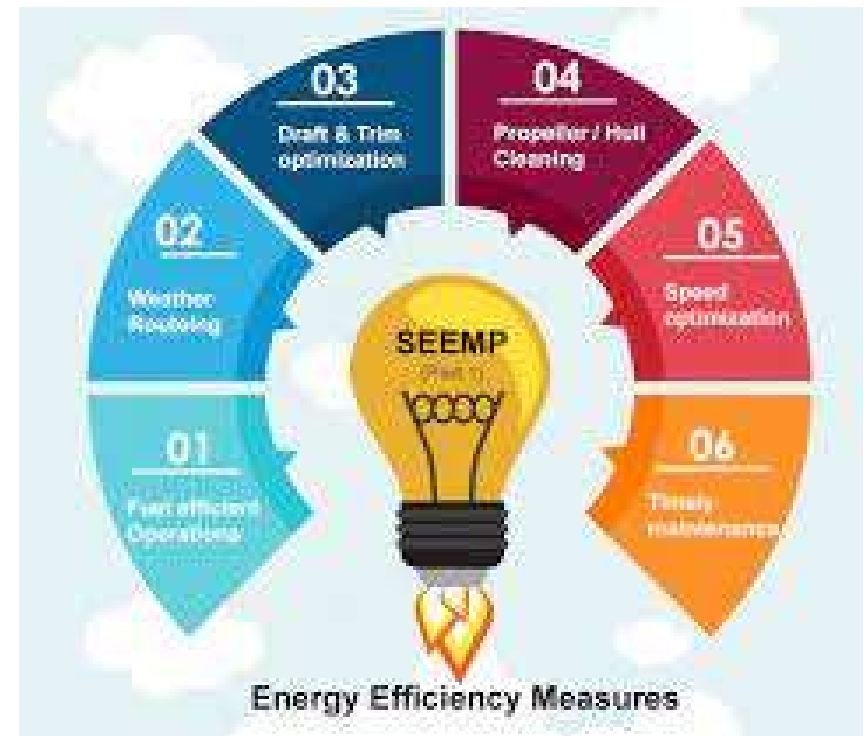 03
Draft & Trim
optimization
04
Propeller / Hull
Cleaning
02
Weather
Routeing
05
Speed
optimization
SEEMP
01
Fuel efficient
Operations
06
Timely
maintenance
Energy Efficiency Measures